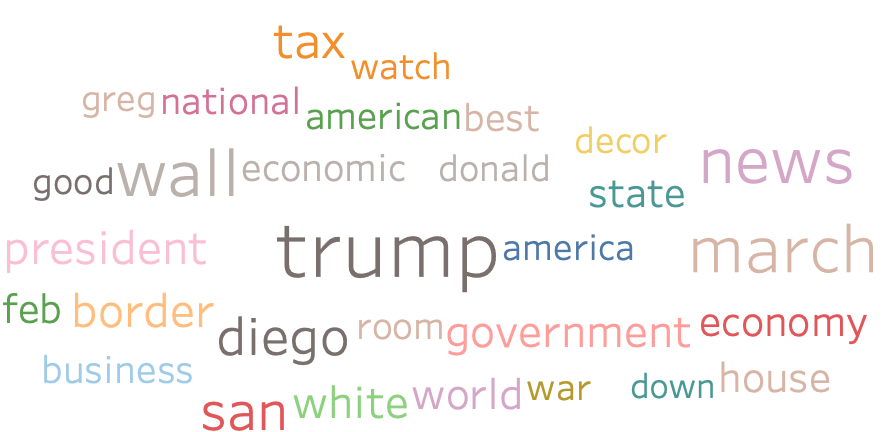 tax
watch
greg national
american best
decor
good wall economic donald news
state
president trump america march
feb border
diego room government economy
business down house
san white world war